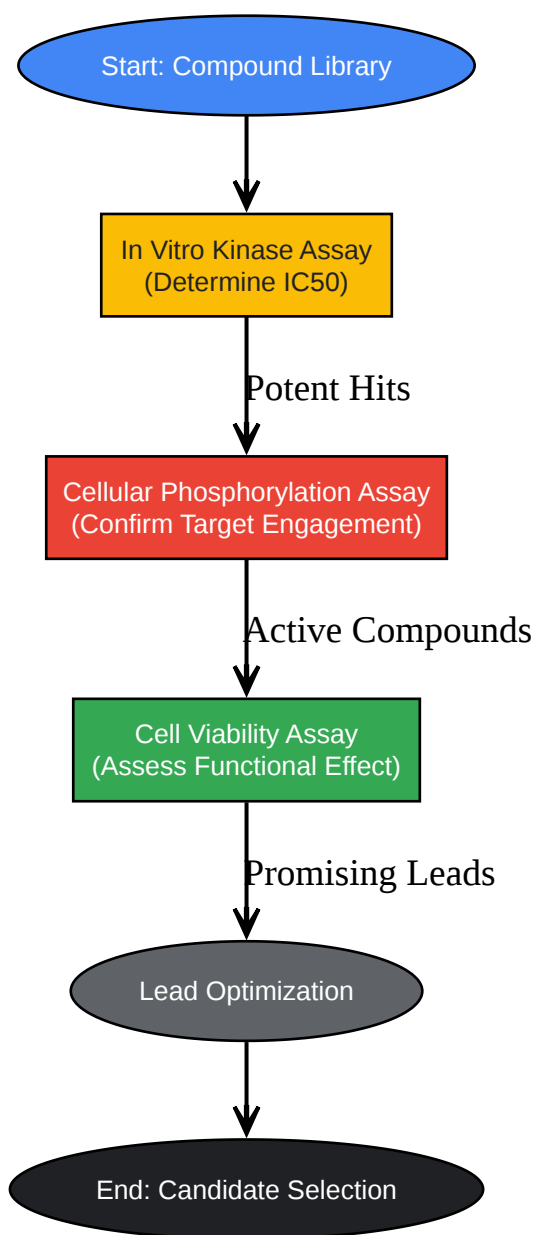 Start: Compound Library
In Vitro Kinase Assay
(Determine IC50)
Potent Hits
Cellular Phosphorylation Assay
(Confirm Target Engagement)
Active Compounds
Cell Viability Assay
(Assess Functional Effect)
Promising Leads
Lead Optimization
End: Candidate Selection